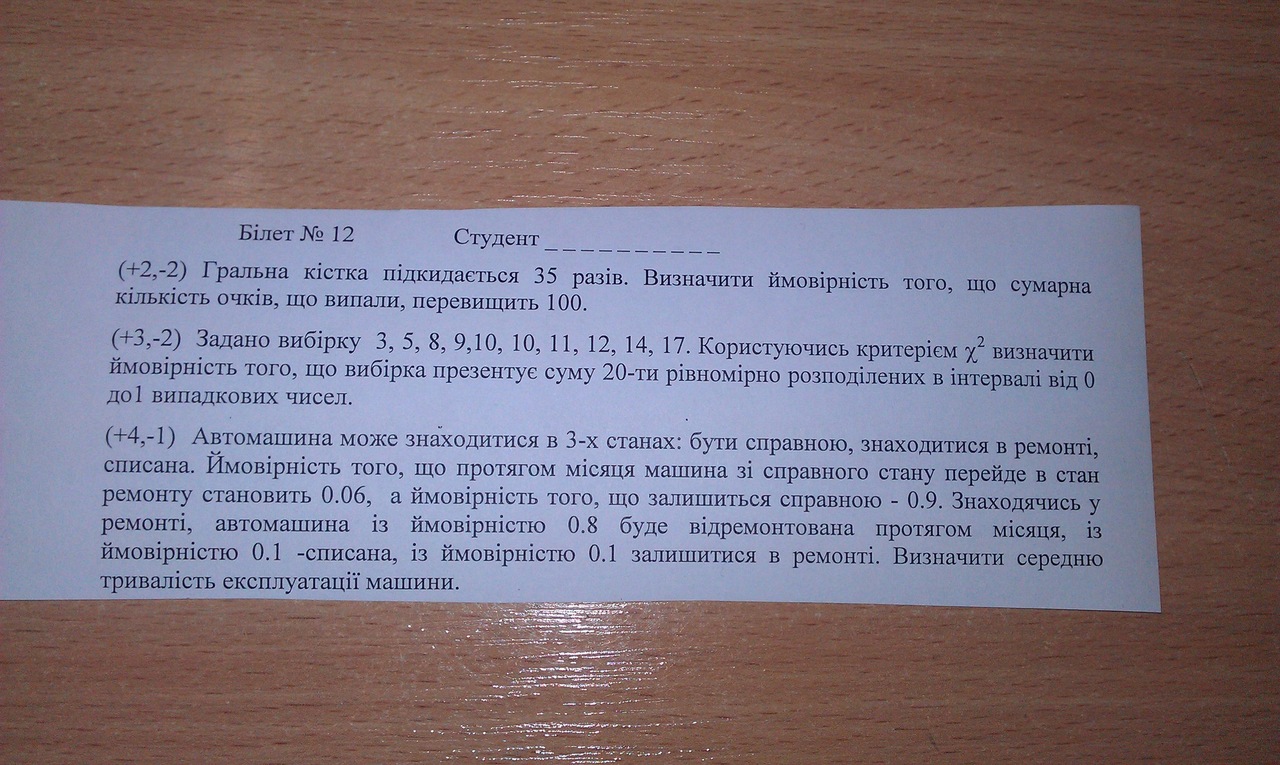 Білет № 12 Студент _ _ _ _ _ _ _ _ _ _
(+2,-2) Гральна кістка підкидається 35 разів. Визначити ймовірність того, що сумарна
кількість очків, що випали, перевищить 100.
(+3,-2) Задано вибірку 3, 5, 8, 9,10, 10, 11, 12, 14, 17. Користуючись критерієм χ² визначити
ймовірність того, що вибірка презентує суму 20-ти рівномірно розподілених в інтервалі від 0
до1 випадкових чисел.
(+4,-1) Автомашина може знаходитися в 3-х станах: бути справною, знаходитися в ремонті,
списана. Ймовірність того, що протягом місяця машина зі справного стану перейде в стан
ремонту становить 0.06, а ймовірність того, що залишиться справною - 0.9. Знаходячись у
ремонті, автомашина із ймовірністю 0.8 буде відремонтована протягом місяця, із
ймовірністю 0.1 -списана, із ймовірністю 0.1 залишитися в ремонті. Визначити середню
тривалість експлуатації машини.